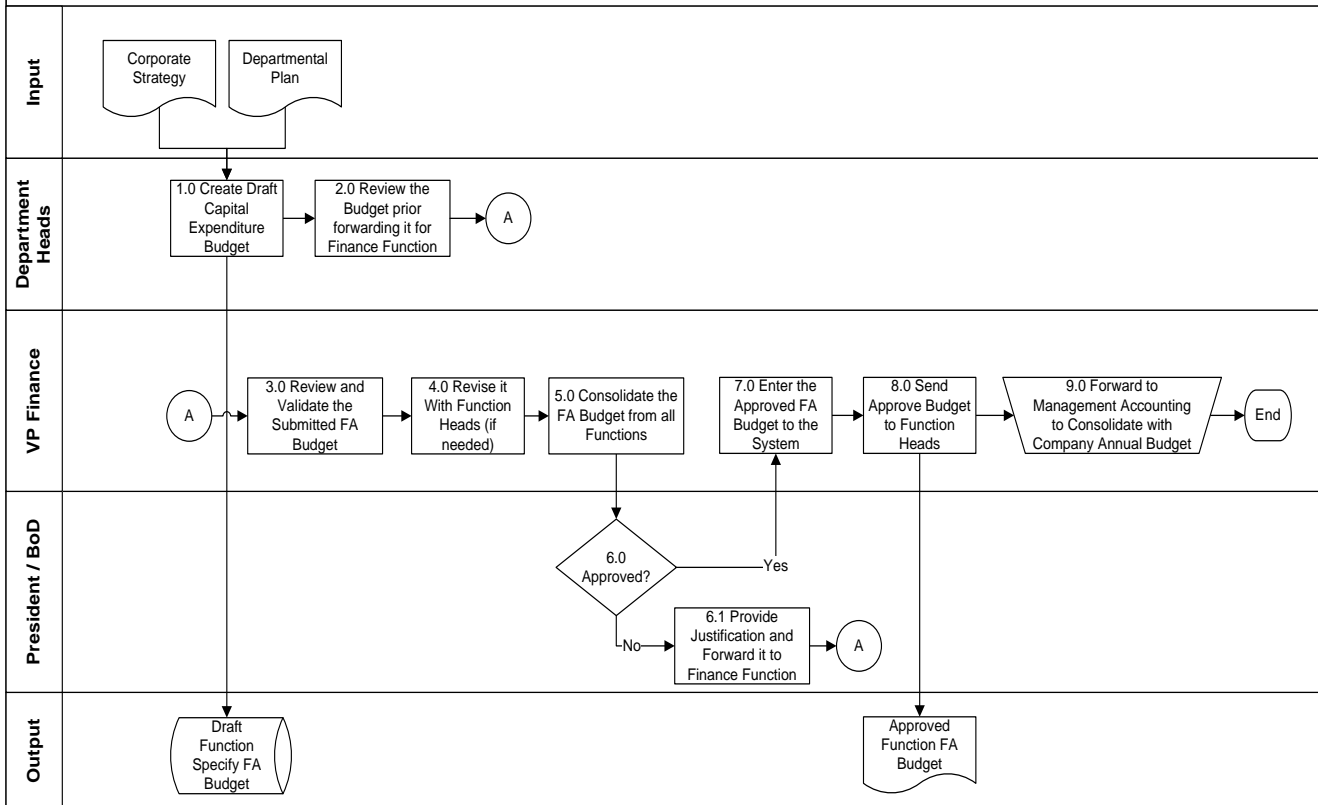 Input
Corporate
Strategy
Departmental
Plan
Department
Heads
1.0 Create Draft
Capital
Expenditure
Budget
2.0 Review the
Budget prior
forwarding it for
Finance Function
A
VP Finance
A
3.0 Review and
Validate the
Submitted FA
Budget
4.0 Revise it
With Function
Heads (if
needed)
5.0 Consolidate the
FA Budget from all
Functions
7.0 Enter the
Approved FA
Budget to the
System
8.0 Send
Approve Budget
to Function
Heads
9.0 Forward to
Management Accounting
to Consolidate with
Company Annual Budget
End
President / BoD
6.0
Approved?
Yes
No
6.1 Provide
Justification and
Forward it to
Finance Function
A
Output
Draft
Function
Specify FA
Budget
Approved
Function FA
Budget